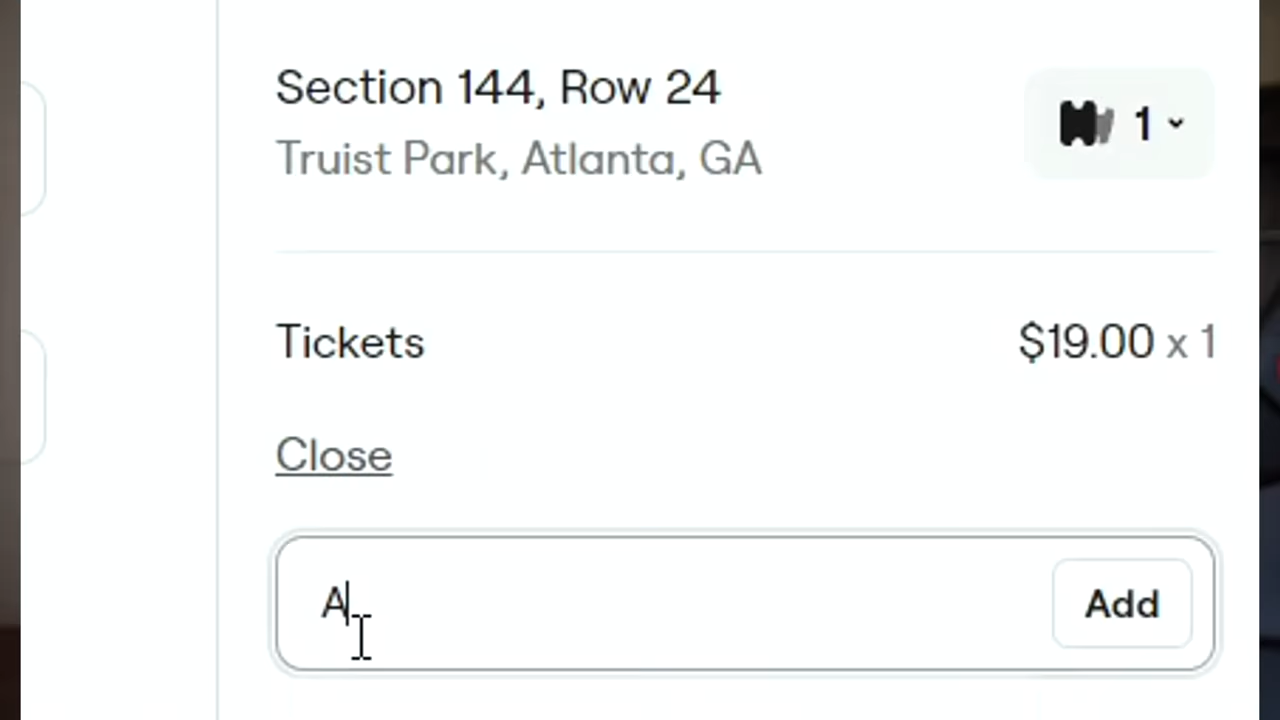 Section 144, Row 24
1
Truist Park, Atlanta, GA
Tickets
$19.00 x 1
Close
A
Add